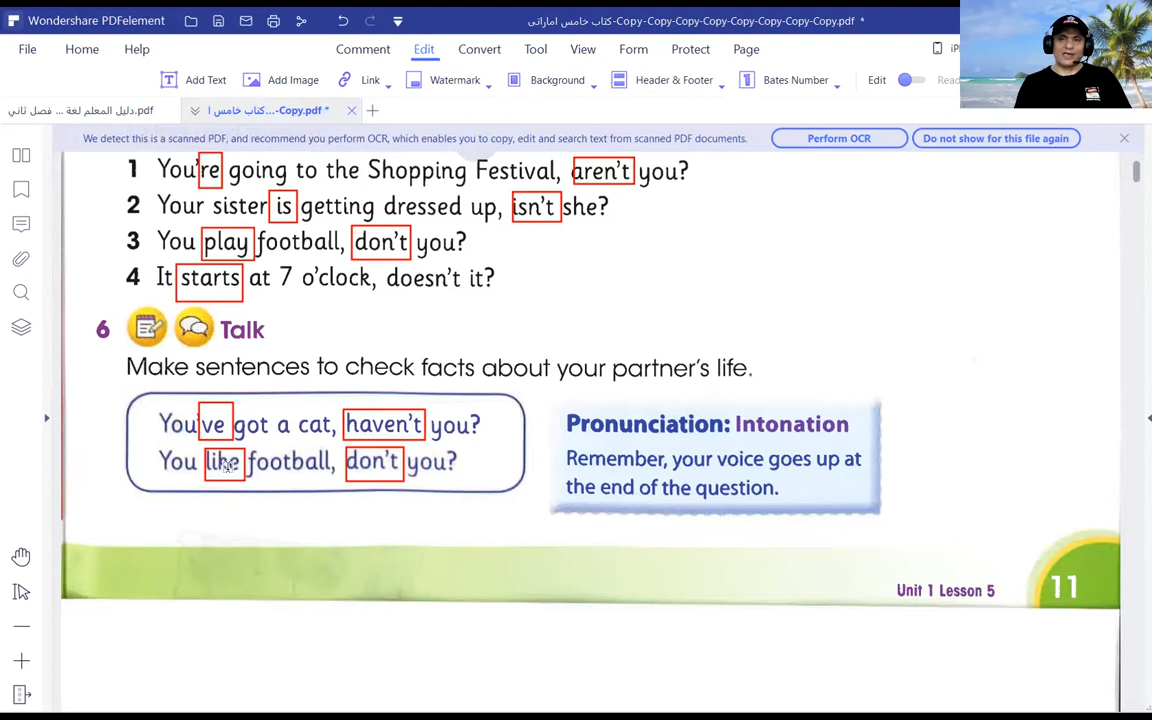 Wondershare PDFelement
كتاب خامس اماراتى-Copy-Copy-Copy-Copy-Copy-Copy-Copy.pdf *
File Home Help Comment Edit Convert Tool View Form Protect Page
Add Text Add Image Link Watermark Background Header & Footer Bates Number Edit
دليل المعلم لغة ... فصل ثاني.pdf
كتاب خامس ا...-Copy.pdf *
We detect this is a scanned PDF, and recommend you perform OCR, which enables you to copy, edit and search text from scanned PDF documents. Perform OCR Do not show for this file again
1 You're going to the Shopping Festival, aren't you?
2 Your sister is getting dressed up, isn't she?
3 You play football, don't you?
4 It starts at 7 o'clock, doesn't it?
6 Talk
Make sentences to check facts about your partner's life.
You've got a cat, haven't you?
You like football, don't you?
Pronunciation: Intonation
Remember, your voice goes up at
the end of the question.
Unit 1 Lesson 5
11